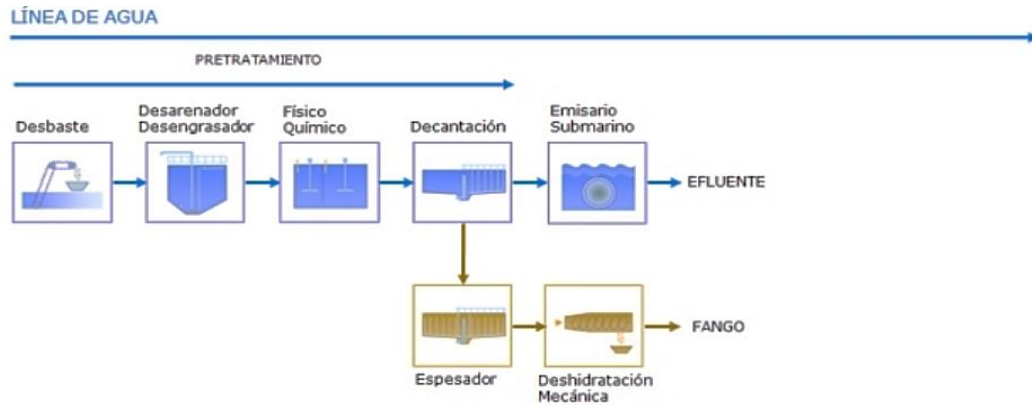 LÍNEA DE AGUA
PRETRATAMIENTO
Desbaste
Desarenador
Desengrasador
Físico
Químico
Decantación
Emisario
Submarino
EFLUENTE
FANGO
Espesador
Deshidratación
Mecánica